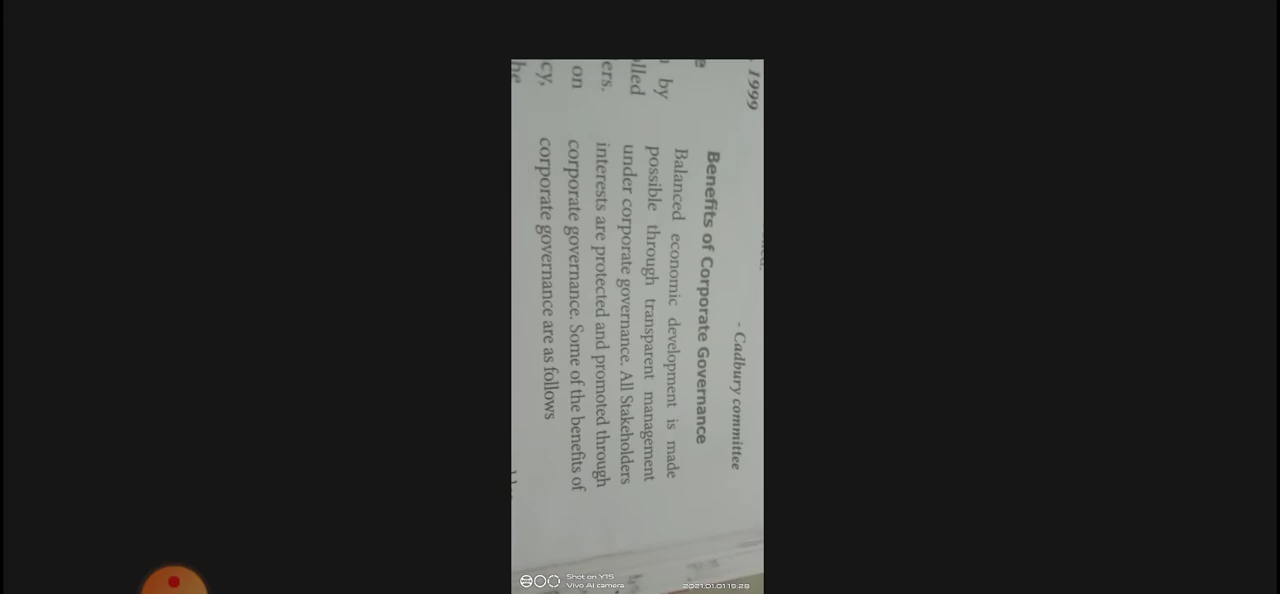 , 1999
by
lled
ers.
on
cy,
he
- Cadbury committee
Benefits of Corporate Governance
Balanced economic development is made
possible through transparent management
under corporate governance. All Stakeholders
interests are protected and promoted through
corporate governance. Some of the benefits of
corporate governance are as follows
Shot on Y15
Vivo AI camera
2021.01.01 19:28